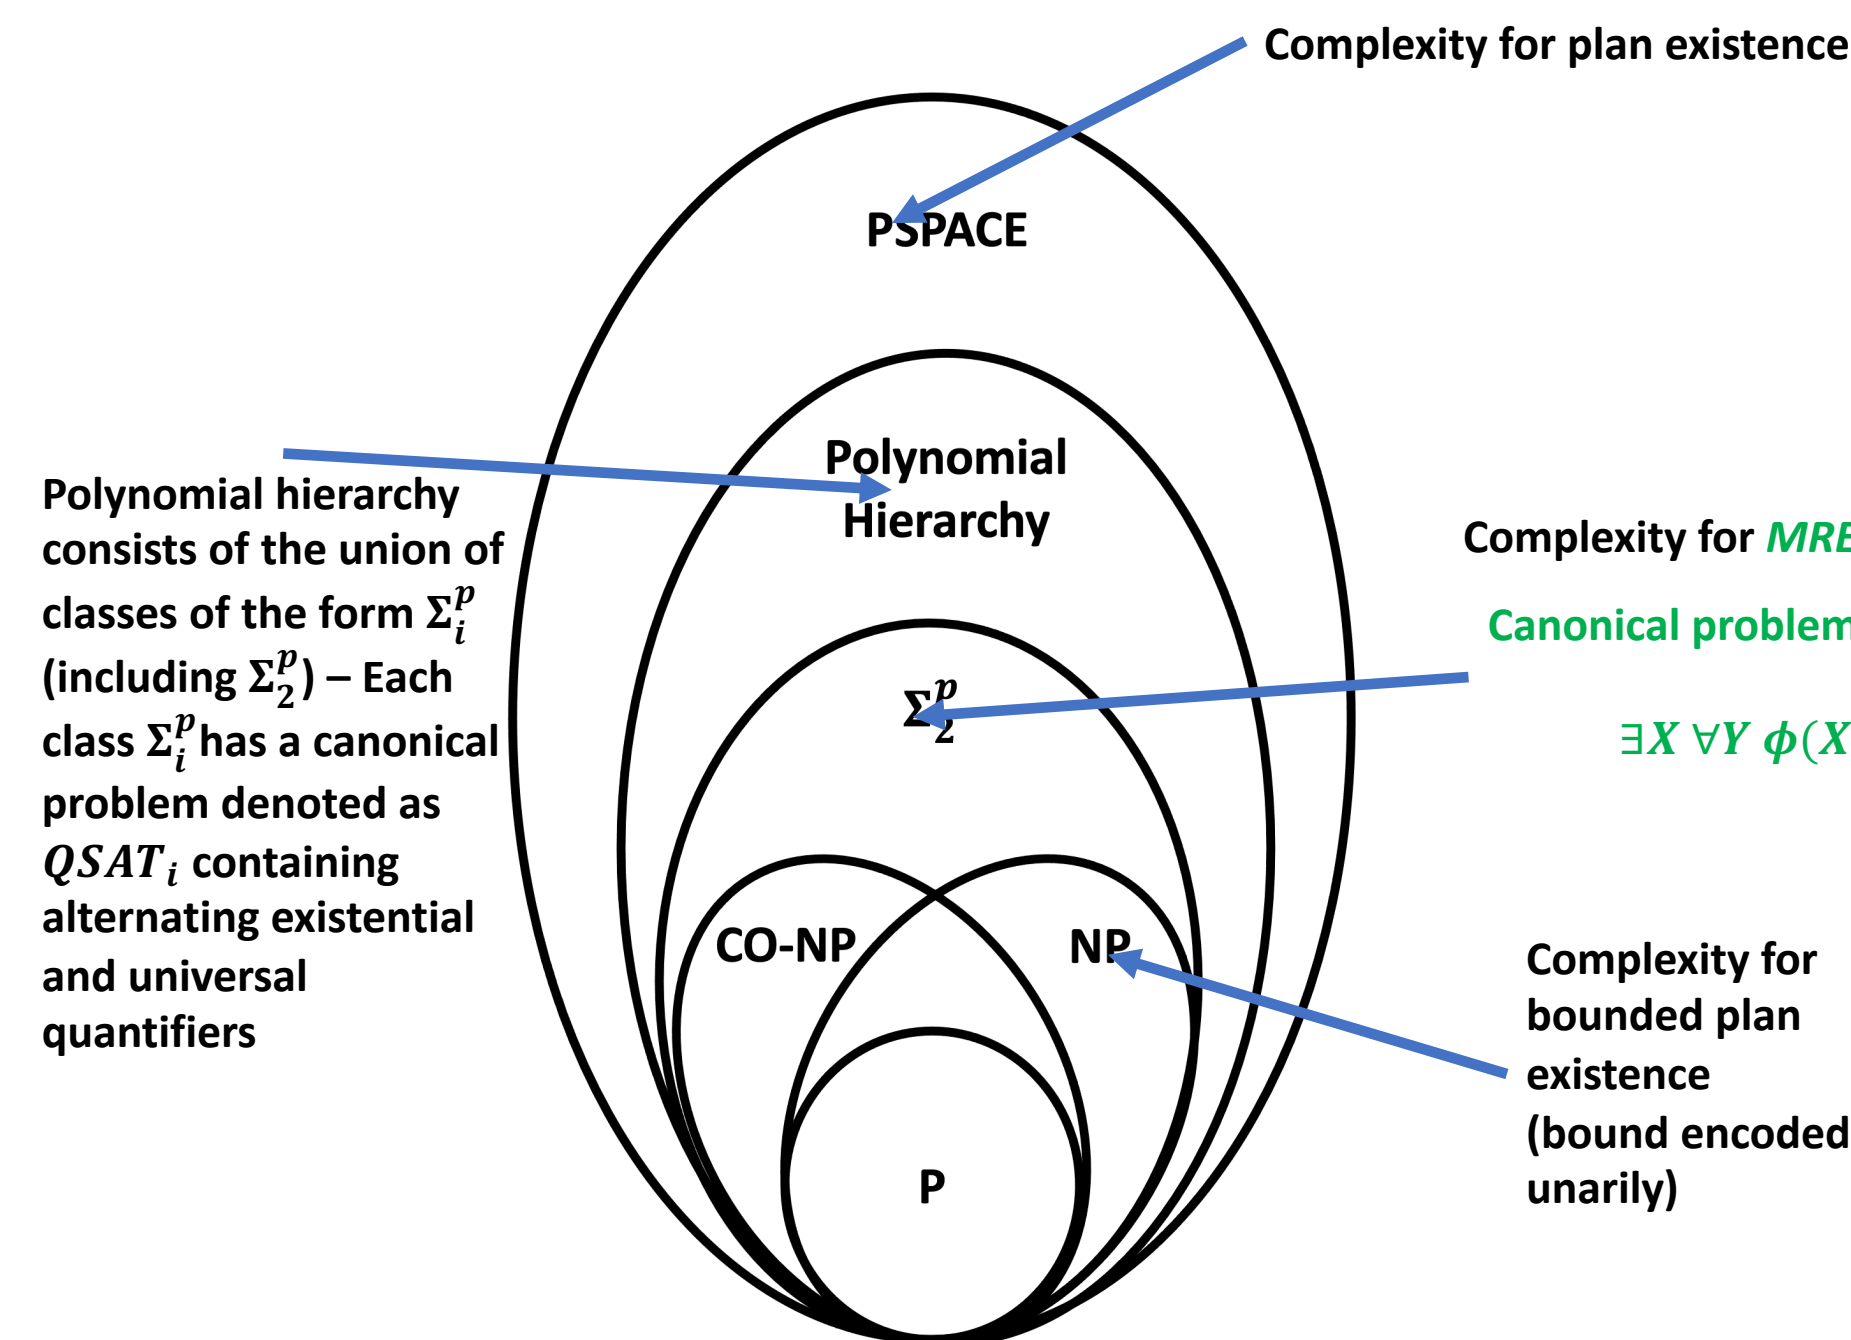 Complexity for plan existence
PSPACE
Polynomial
Hierarchy
Polynomial hierarchy
consists of the union of
classes of the form Σ_i^p
(including Σ_2^p) – Each
class Σ_i^p has a canonical
problem denoted as
QSAT_i containing
alternating existential
and universal
quantifiers
Complexity for MRE
Canonical problem
∃X ∀Y ϕ(X
Σ_2^p
CO-NP
NP
Complexity for
bounded plan
existence
(bound encoded
unarily)
P